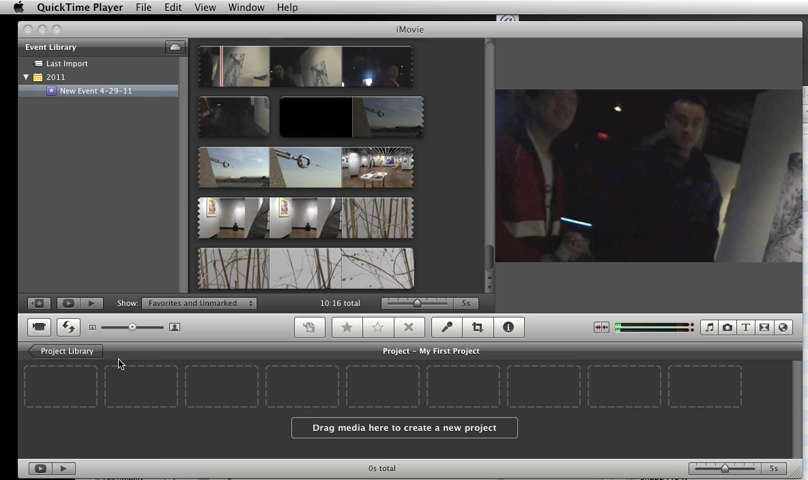 QuickTime Player File Edit View Window Help
iMovie
Event Library
Last Import
2011
New Event 4-29-11
Show: Favorites and Unmarked 10:16 total 5s
Project Library Project - My First Project
Drag media here to create a new project
0s total 5s